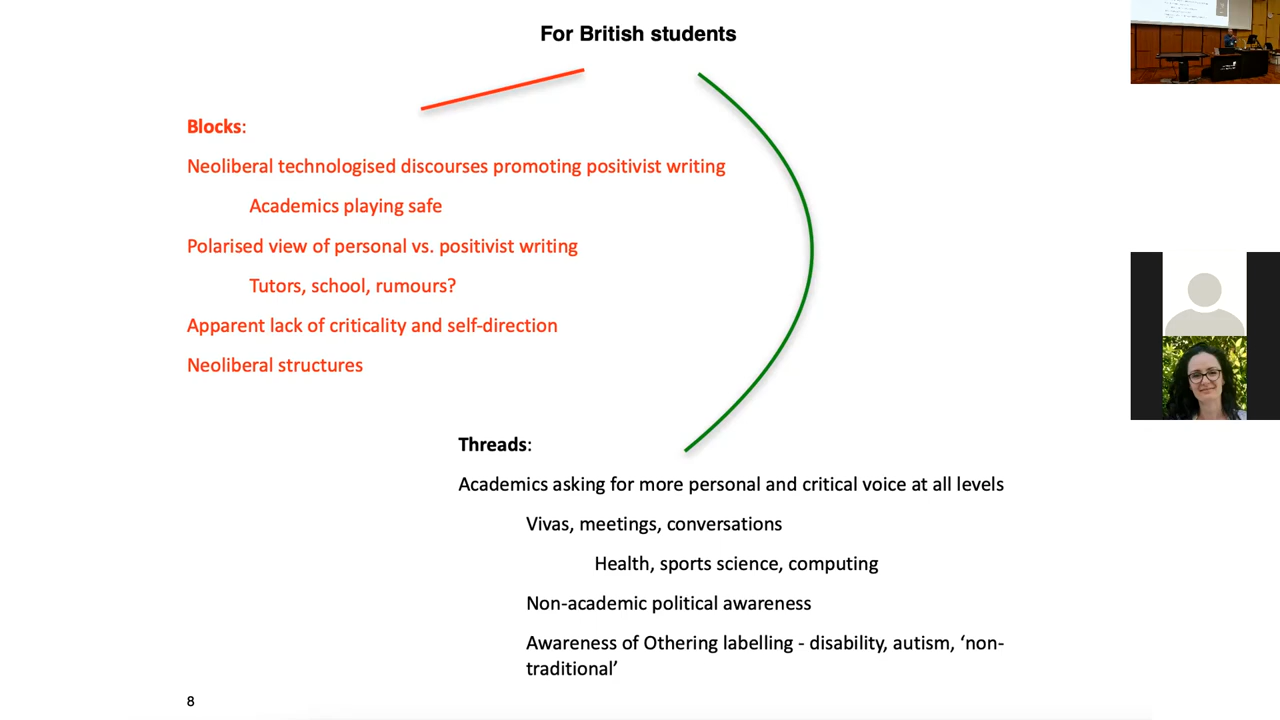 For British students
Blocks:
Neoliberal technologised discourses promoting positivist writing
Academics playing safe
Polarised view of personal vs. positivist writing
Tutors, school, rumours?
Apparent lack of criticality and self-direction
Neoliberal structures
Threads:
Academics asking for more personal and critical voice at all levels
Vivas, meetings, conversations
Health, sports science, computing
Non-academic political awareness
Awareness of Othering labelling - disability, autism, ‘non-
traditional’
8